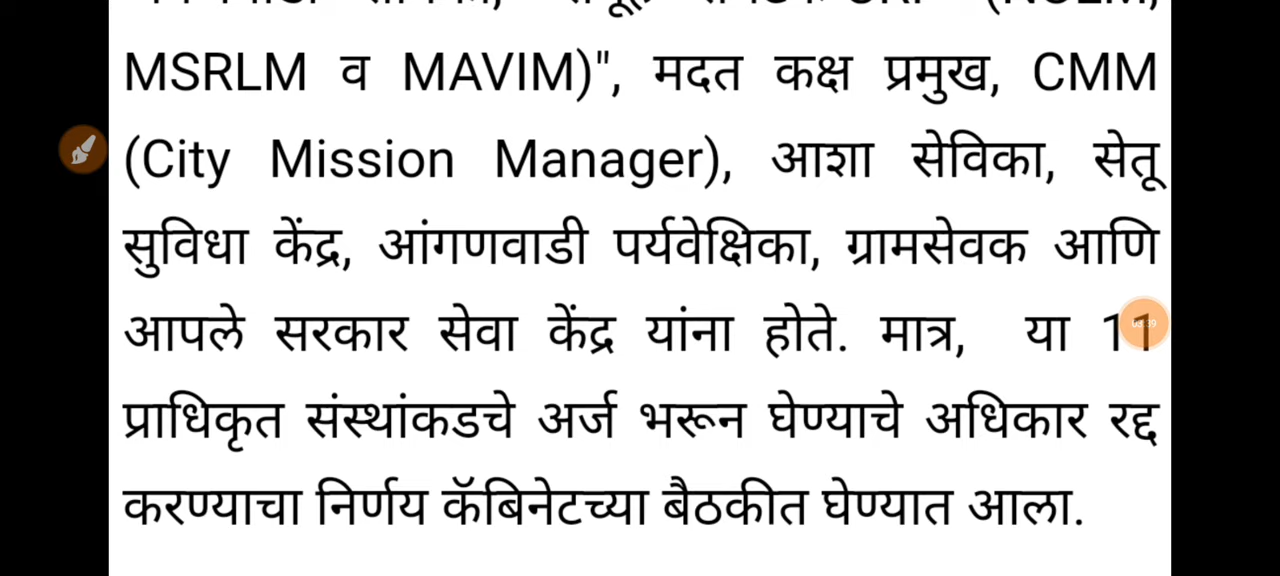 MSRLM व MAVIM)", मदत कक्ष प्रमुख, CMM
(City Mission Manager), आशा सेविका, सेतू
सुविधा केंद्र, आंगणवाडी पर्यवेक्षिका, ग्रामसेवक आणि
आपले सरकार सेवा केंद्र यांना होते. मात्र, या 11
प्राधिकृत संस्थांकडचे अर्ज भरून घेण्याचे अधिकार रद्द
करण्याचा निर्णय कॅबिनेटच्या बैठकीत घेण्यात आला.